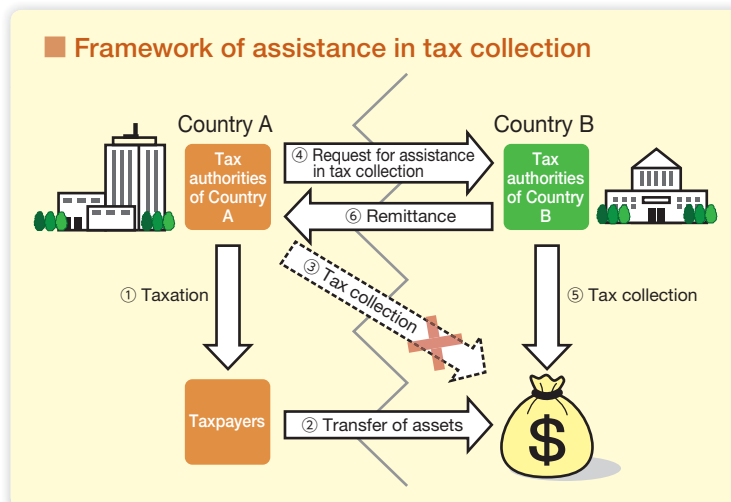 Framework of assistance in tax collection
Country A
Country B
Tax
authorities
of Country
A
④ Request for assistance
in tax collection
Tax
authorities
of Country
B
⑥ Remittance
① Taxation
③ Tax collection
⑤ Tax collection
Taxpayers
② Transfer of assets
$